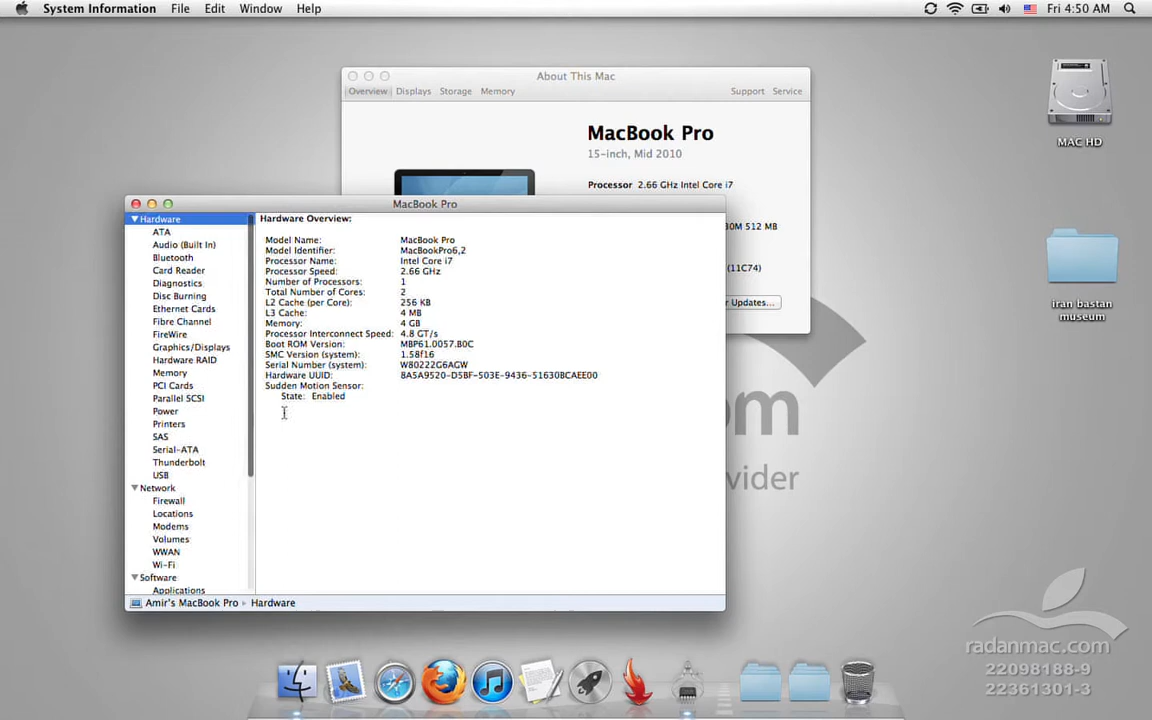 System Information File Edit Window Help Fri 4:50 AM
About This Mac
Overview Displays Storage Memory Support Service
MacBook Pro
15-inch, Mid 2010
Processor 2.66 GHz Intel Core i7
30M 512 MB
(11C74)
Updates...
MAC HD
iran bastan
museum
MacBook Pro
Hardware
ATA
Audio (Built In)
Bluetooth
Card Reader
Diagnostics
Disc Burning
Ethernet Cards
Fibre Channel
FireWire
Graphics/Displays
Hardware RAID
Memory
PCI Cards
Parallel SCSI
Power
Printers
SAS
Serial-ATA
Thunderbolt
USB
Network
Firewall
Locations
Modems
Volumes
WWAN
Wi-Fi
Software
Applications
Hardware Overview:
Model Name: MacBook Pro
Model Identifier: MacBookPro6,2
Processor Name: Intel Core i7
Processor Speed: 2.66 GHz
Number of Processors: 1
Total Number of Cores: 2
L2 Cache (per Core): 256 KB
L3 Cache: 4 MB
Memory: 4 GB
Processor Interconnect Speed: 4.8 GT/s
Boot ROM Version: MBP61.0057.B0C
SMC Version (system): 1.58f16
Serial Number (system): W80222G6AGW
Hardware UUID: 8A5A9520-D5BF-503E-9436-51630BCAEE00
Sudden Motion Sensor:
State: Enabled
Amir's MacBook Pro ▸ Hardware
om
vider
radanmac.com
22098188-9
22361301-3